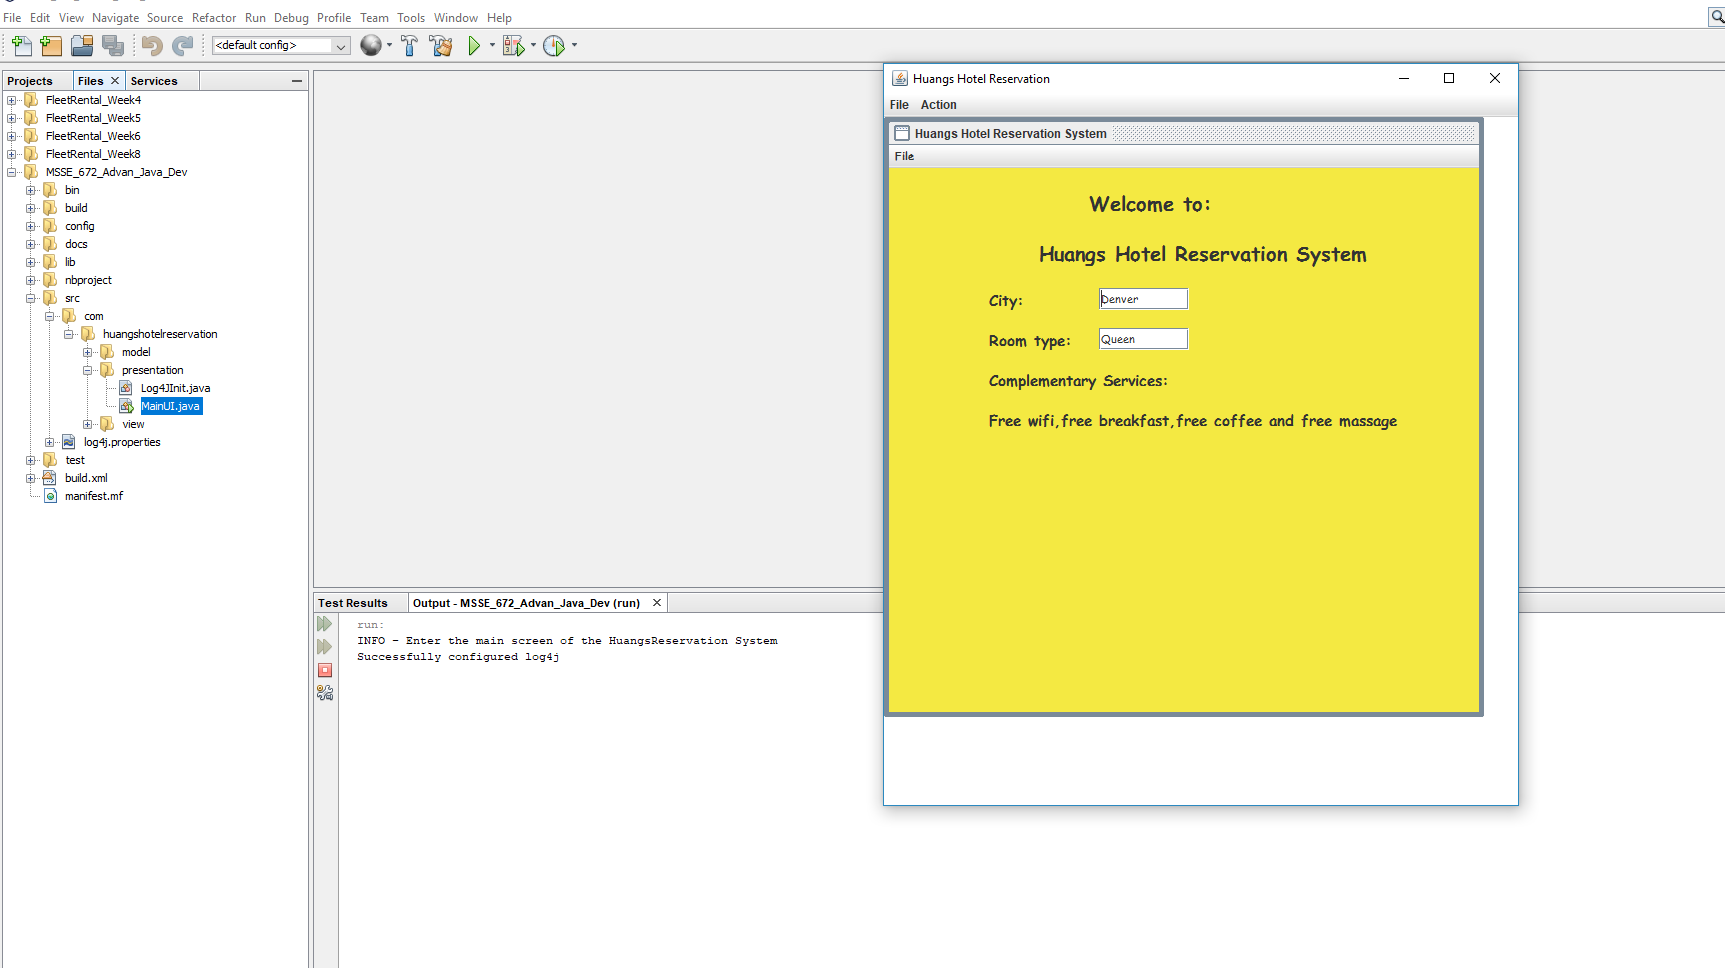 File Edit View Navigate Source Refactor Run Debug Profile Team Tools Window Help
<default config>
Projects Files Services
FleetRental_Week4
FleetRental_Week5
FleetRental_Week6
FleetRental_Week8
MSSE_672_Advan_Java_Dev
bin
build
config
docs
lib
nbproject
src
com
huangshotelreservation
model
presentation
Log4JInit.java
MainUI.java
view
log4j.properties
test
build.xml
manifest.mf
Test Results Output - MSSE_672_Advan_Java_Dev (run)
run:
INFO - Enter the main screen of the HuangsReservation System
Successfully configured log4j
Huangs Hotel Reservation
File Action
Huangs Hotel Reservation System
File
Welcome to:
Huangs Hotel Reservation System
City: Denver
Room type: Queen
Complementary Services:
Free wifi,free breakfast,free coffee and free massage